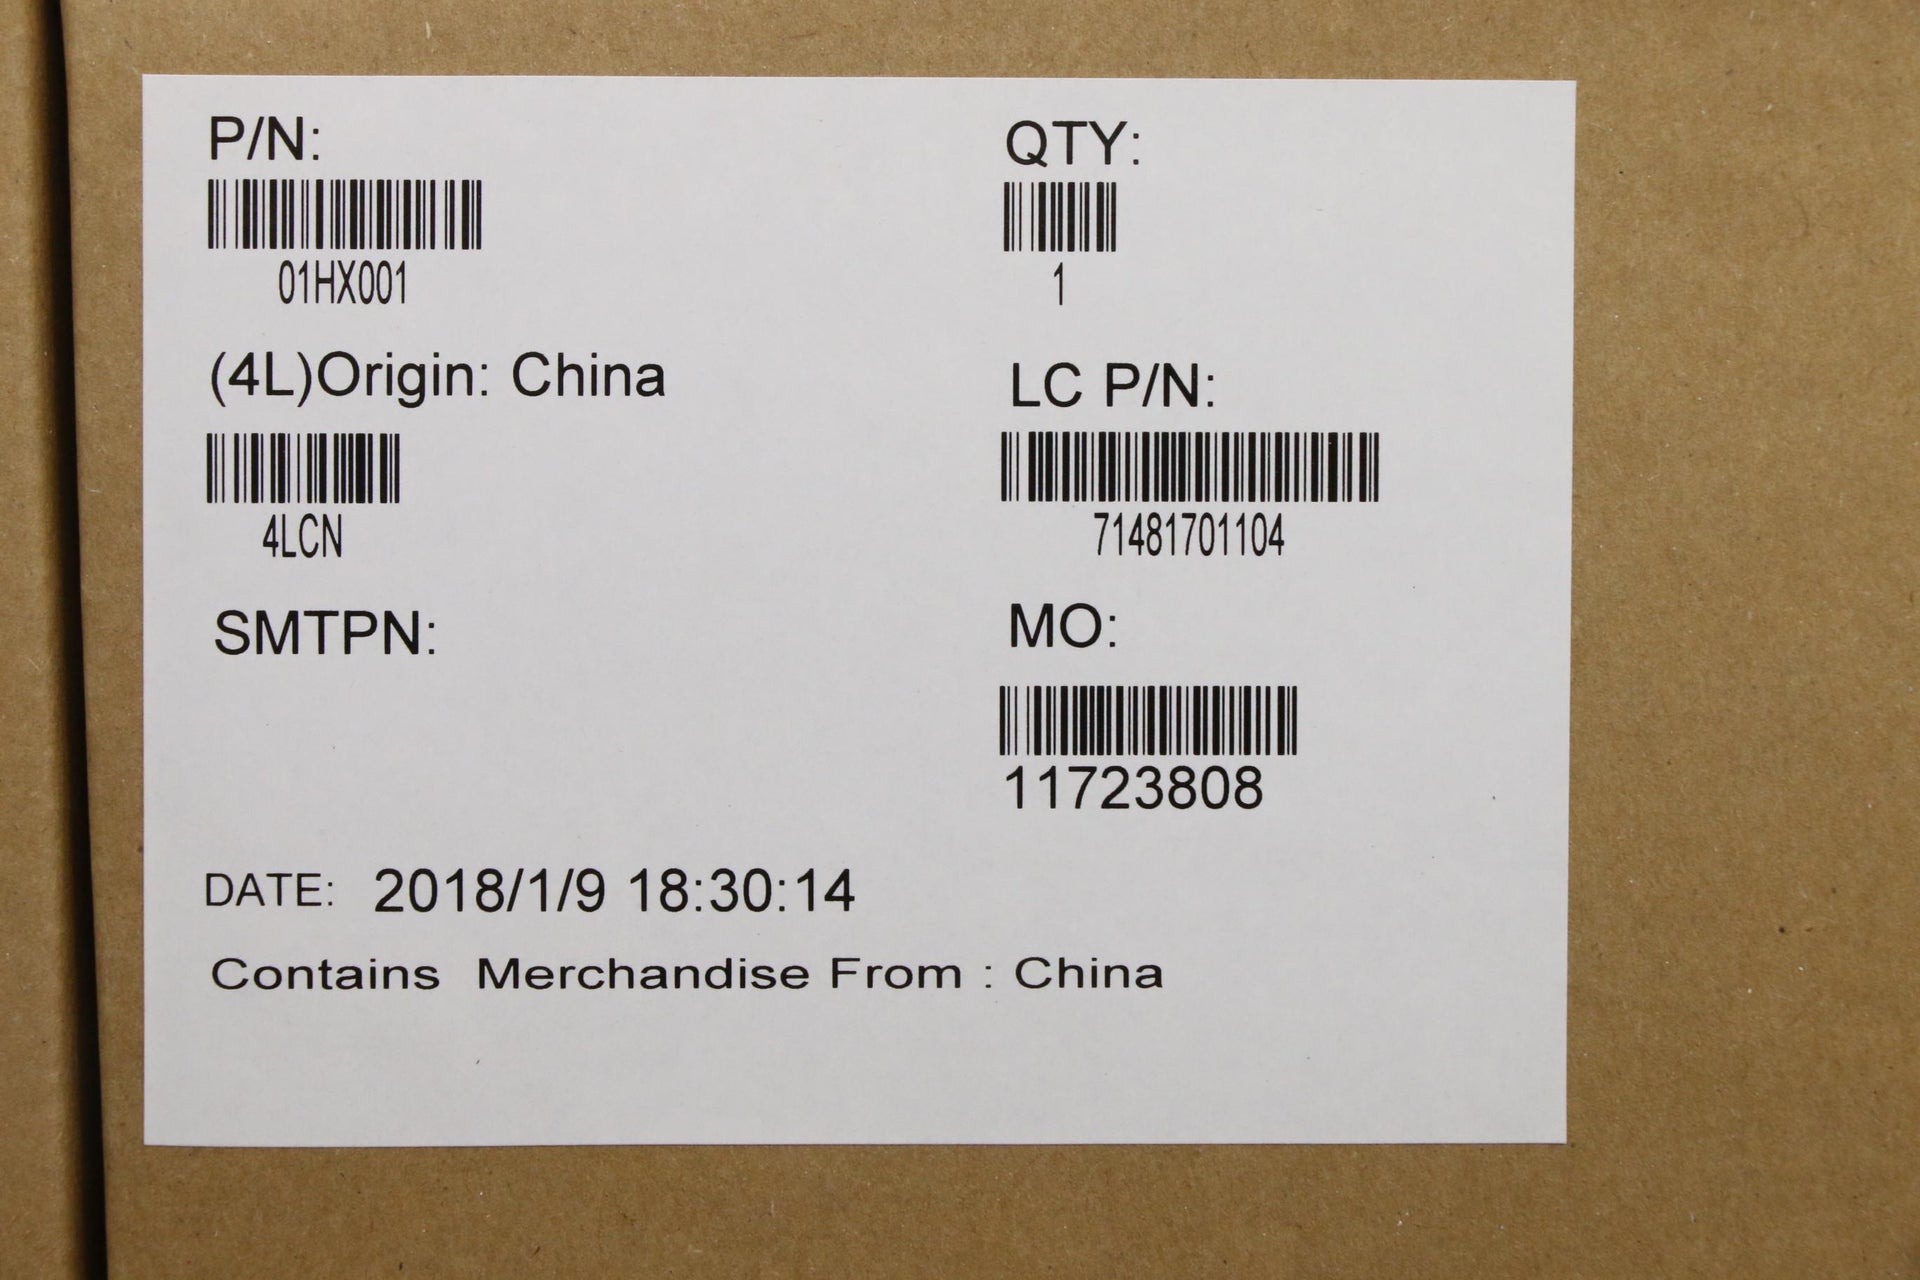 P/N:
01HX001
QTY:
1
(4L)Origin: China
4LCN
LC P/N:
71481701104
SMTPN:
MO:
11723808
DATE: 2018/1/9 18:30:14
Contains Merchandise From : China